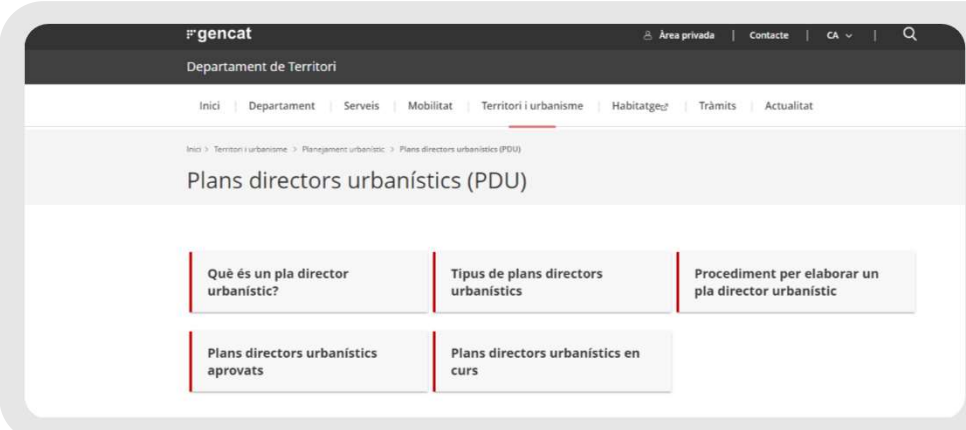 gencat
Àrea privada | Contacte | CA |
Departament de Territori
Inici | Departament | Serveis | Mobilitat | Territori i urbanisme | Habitatge | Tràmits | Actualitat
Inici > Territori i urbanisme > Planejament urbanístic > Plans directors urbanístics (PDU)
Plans directors urbanístics (PDU)
Què és un pla director
urbanístic?
Tipus de plans directors
urbanístics
Procediment per elaborar un
pla director urbanístic
Plans directors urbanístics
aprovats
Plans directors urbanístics en
curs